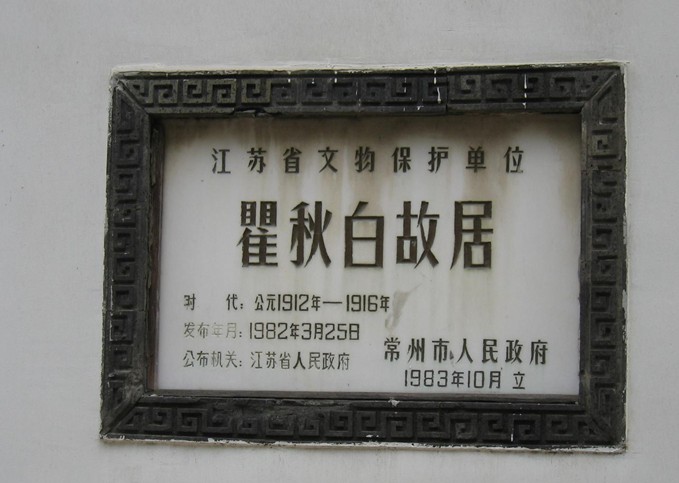 江苏省文物保护单位
瞿秋白故居
时　代：公元1912年—1916年
发布年月：1982年3月25日
公布机关：江苏省人民政府
常州市人民政府
1983年10月 立